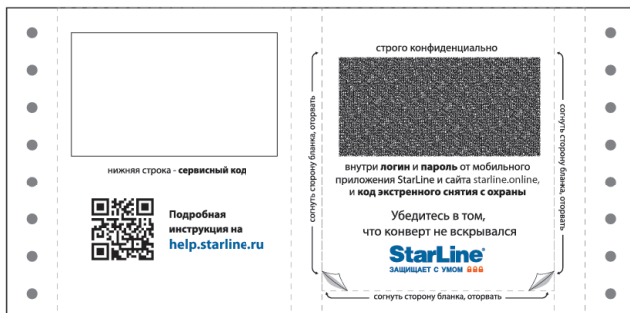 нижняя строка - сервисный код
Подробная
инструкция на
help.starline.ru
строго конфиденциально
согнуть сторону бланка, оторвать
согнуть сторону бланка, оторвать
внутри логин и пароль от мобильного
приложения StarLine и сайта starline.online,
и код экстренного снятия с охраны
Убедитесь в том,
что конверт не вскрывался
StarLine®
ЗАЩИЩАЕТ С УМОМ
согнуть сторону бланка, оторвать